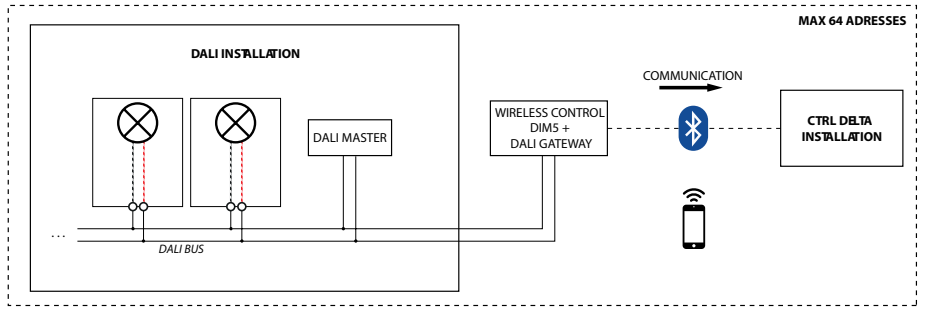 MAX 64 ADRESSES
DALI INSTALLATION
COMMUNICATION
DALI MASTER
WIRELESS CONTROL
DIM5 +
DALI GATEWAY
CTRL DELTA
INSTALLATION
. . .
DALI BUS